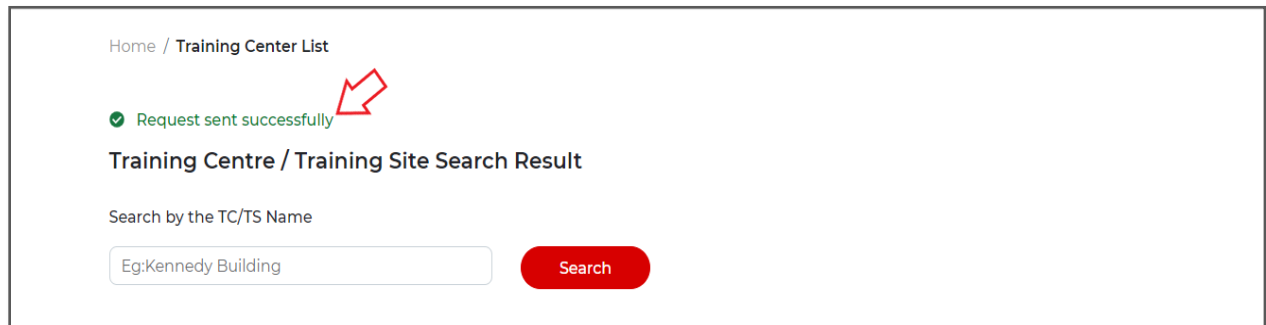 Home / Training Center List
Request sent successfully
Training Centre / Training Site Search Result
Search by the TC/TS Name
Eg:Kennedy Building
Search